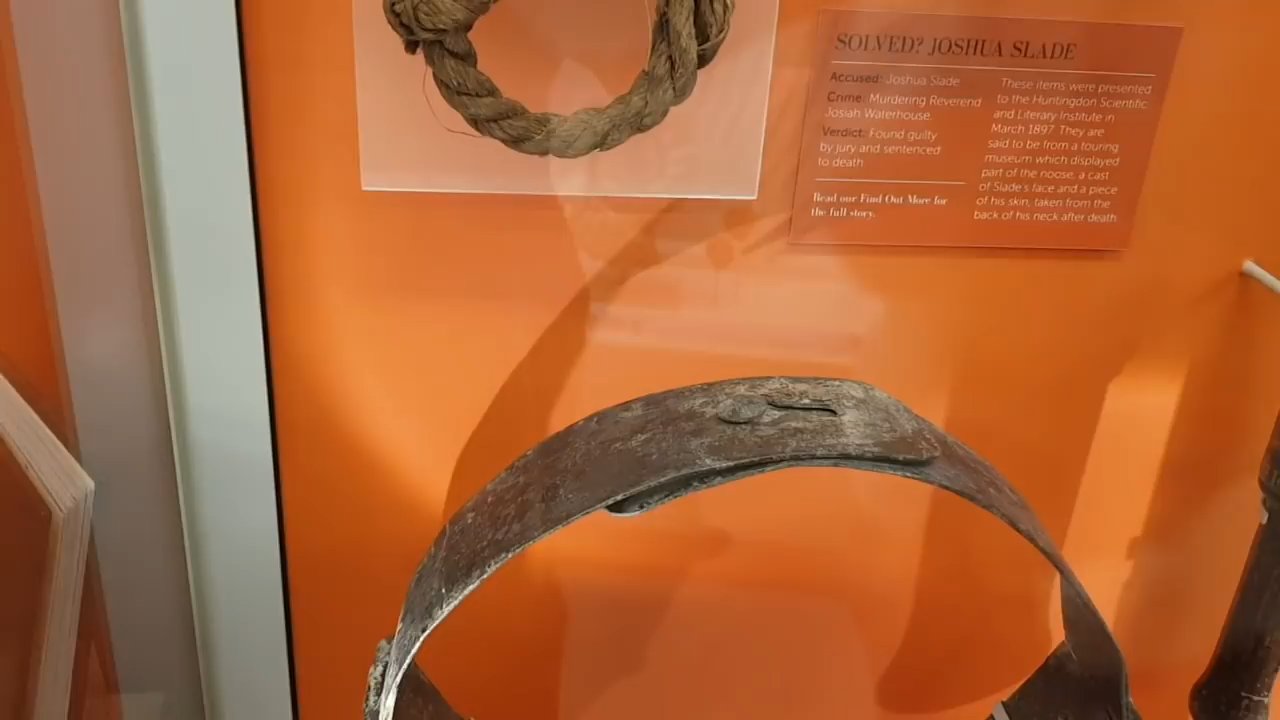 SOLVED? JOSHUA SLADE
Accused: Joshua Slade
Crime: Murdering Reverend
Josiah Waterhouse.
Verdict: Found guilty
by jury and sentenced
to death
Read our Find Out More for
the full story.
These items were presented
to the Huntingdon Scientific
and Literary Institute in
March 1897. They are
said to be from a touring
museum which displayed
part of the noose, a cast
of Slade's face and a piece
of his skin, taken from the
back of his neck after death.